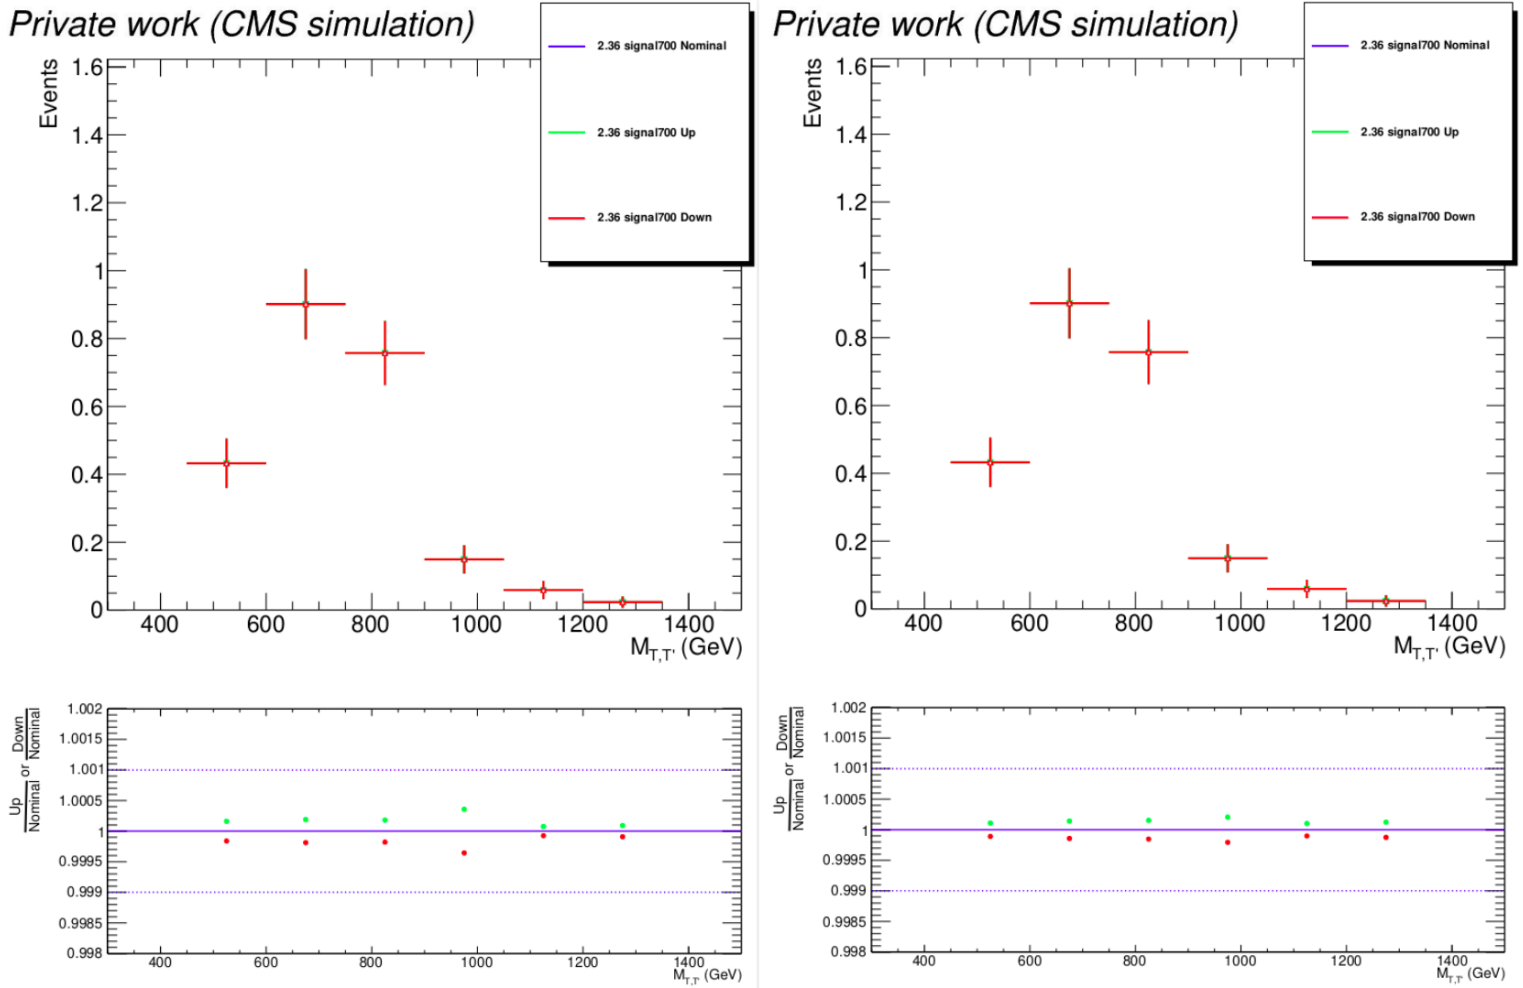 Private work (CMS simulation)
2.36 signal700 Nominal
2.36 signal700 Up
2.36 signal700 Down
Events
1.6
1.4
1.2
1
0.8
0.6
0.4
0.2
0
400 600 800 1000 1200 1400
M_T,T' (GeV)
Up/Nominal or Down/Nominal
1.002
1.0015
1.001
1.0005
1
0.9995
0.999
0.9985
0.998
400 600 800 1000 1200 1400
M_T,T' (GeV)
Private work (CMS simulation)
2.36 signal700 Nominal
2.36 signal700 Up
2.36 signal700 Down
Events
1.6
1.4
1.2
1
0.8
0.6
0.4
0.2
0
400 600 800 1000 1200 1400
M_T,T' (GeV)
Up/Nominal or Down/Nominal
1.002
1.0015
1.001
1.0005
1
0.9995
0.999
0.9985
0.998
400 600 800 1000 1200 1400
M_T,T' (GeV)